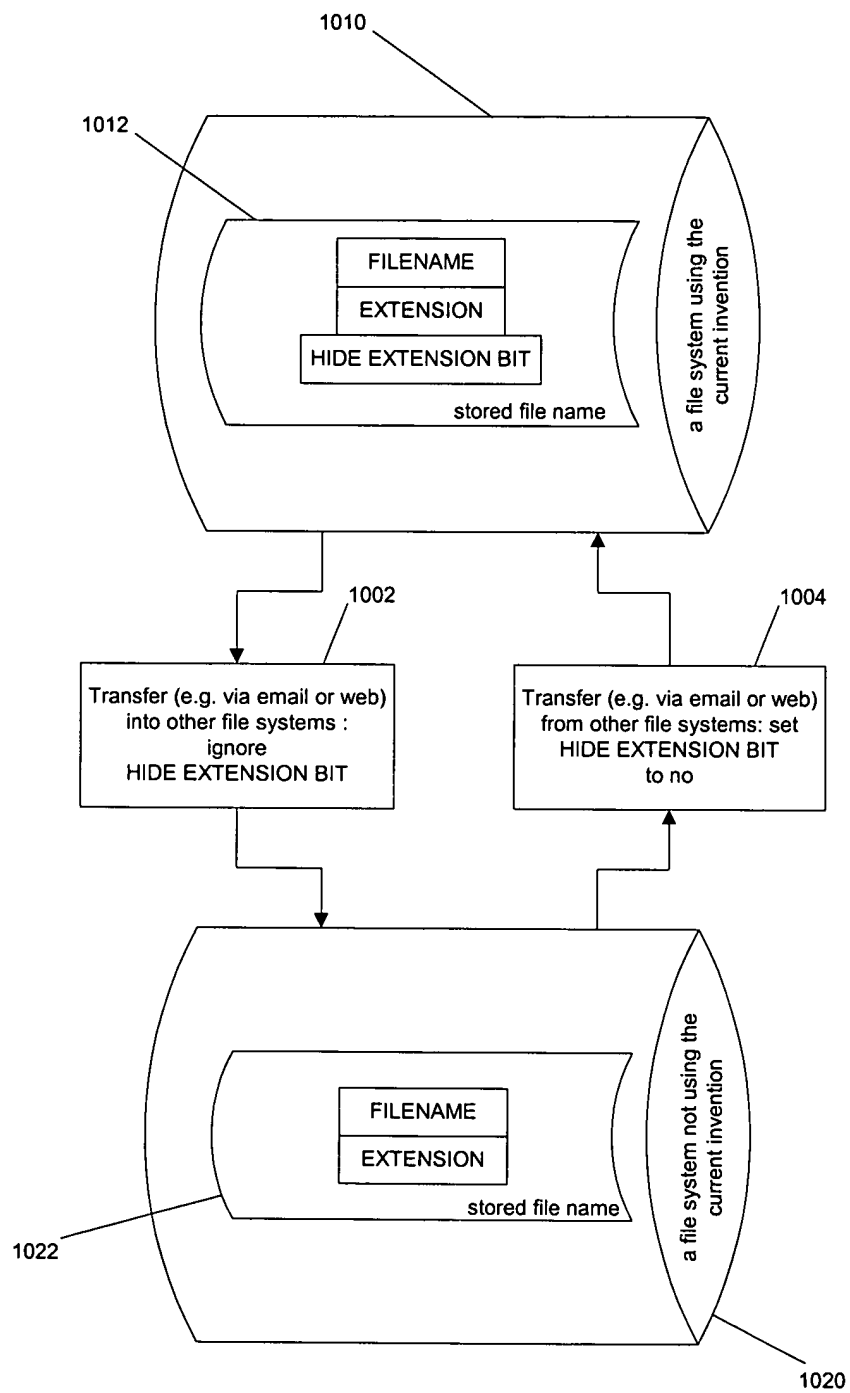 1010
1012
FILENAME
EXTENSION
HIDE EXTENSION BIT
stored file name
a file system using the
current invention
1002
Transfer (e.g. via email or web)
into other file systems :
ignore
HIDE EXTENSION BIT
1004
Transfer (e.g. via email or web)
from other file systems: set
HIDE EXTENSION BIT
to no
FILENAME
EXTENSION
stored file name
a file system not using the
current invention
1022
1020